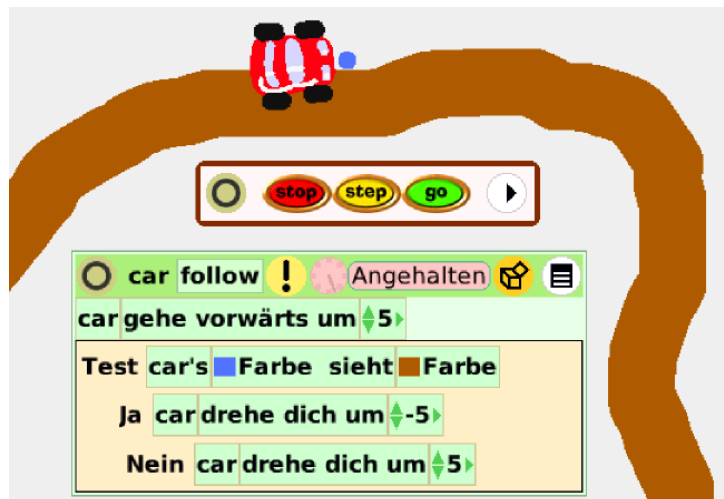 stop step go
car follow ! Angehalten
car gehe vorwärts um 5
Test car's Farbe sieht Farbe
Ja car drehe dich um -5
Nein car drehe dich um 5